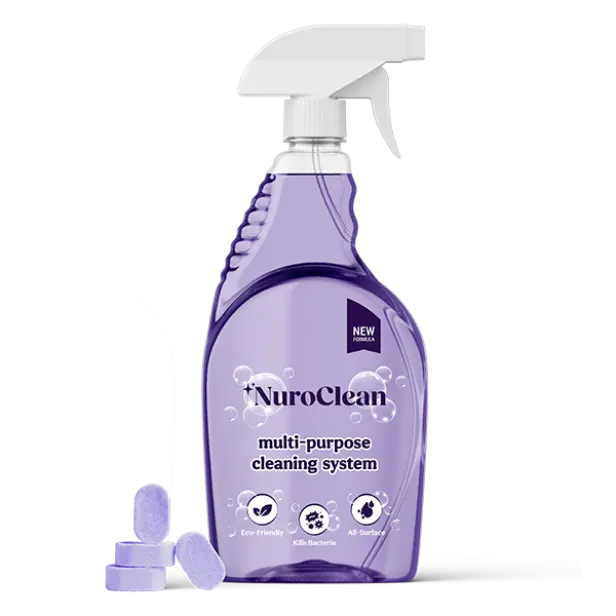 NEW
FORMULA
NuroClean
multi-purpose
cleaning system
Eco-Friendly
Kills Bacteria
All-Surface